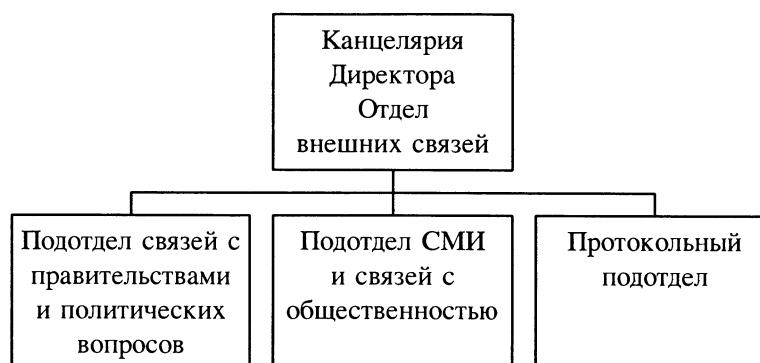 Канцелярия
Директора
Отдел
внешних связей
Подотдел связей с
правительствами
и политических
вопросов
Подотдел СМИ
и связей с
общественностью
Протокольный
подотдел